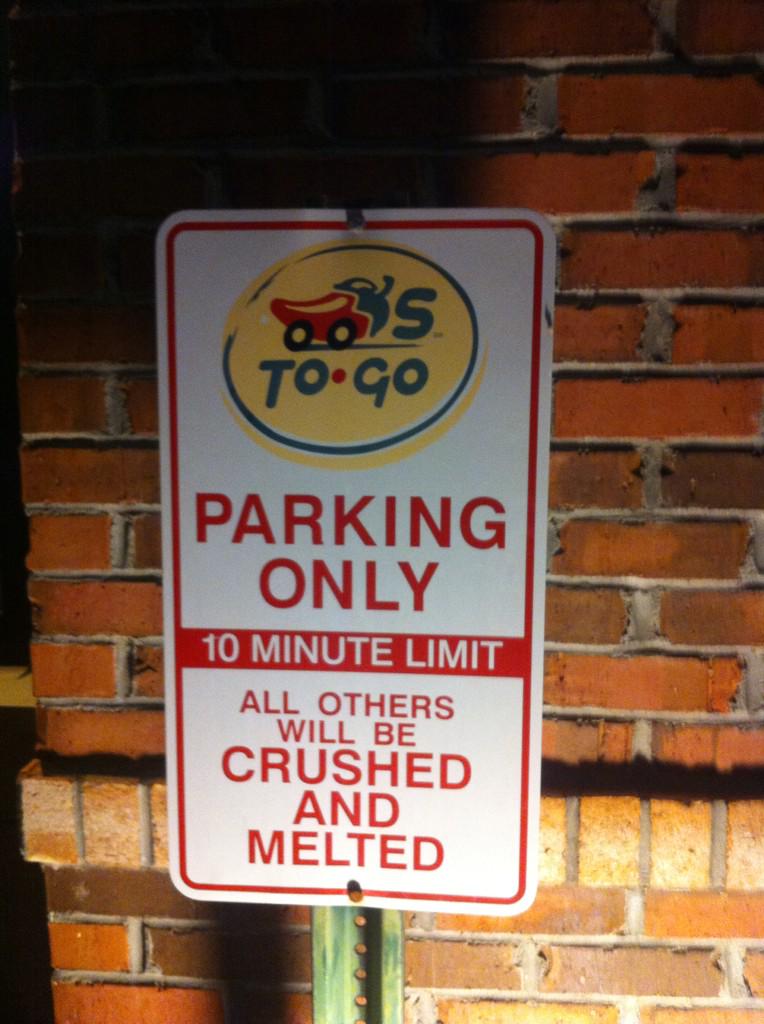 'S
TO·GO
PARKING
ONLY
10 MINUTE LIMIT
ALL OTHERS
WILL BE
CRUSHED
AND
MELTED